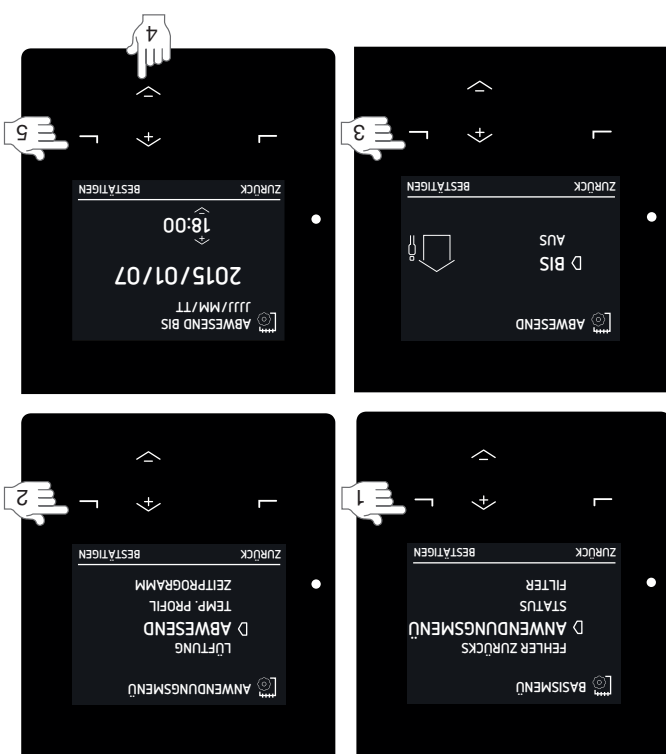 BASISMENÜ
FEHLER ZURÜCKS
ANWENDUNGSMENÜ
STATUS
FILTER
ZURÜCK BESTÄTIGEN
+
1
-
ANWENDUNGSMENÜ
LÜFTUNG
ABWESEND
TEMP. PROFIL
ZEITPROGRAMM
ZURÜCK BESTÄTIGEN
+
2
-
ABWESEND
BIS
AUS
ZURÜCK BESTÄTIGEN
+
3
-
ABWESEND BIS
JJJJ/MM/TT
2015/01/07
+
18:00
-
ZURÜCK BESTÄTIGEN
+
5
-
4